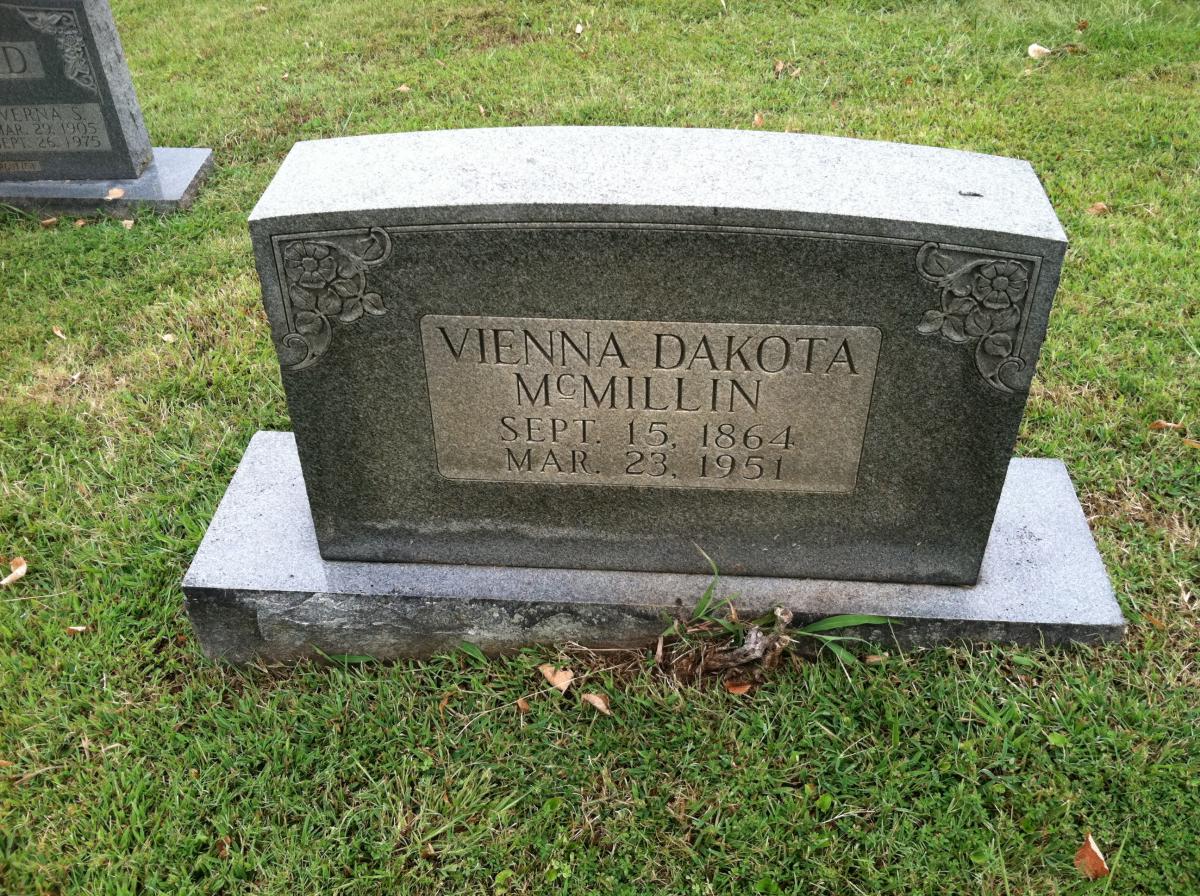 D
VERNA S.
MAR. 29, 1905
SEPT. 26, 1975
VIENNA DAKOTA
McMILLIN
SEPT. 15, 1864
MAR. 23, 1951